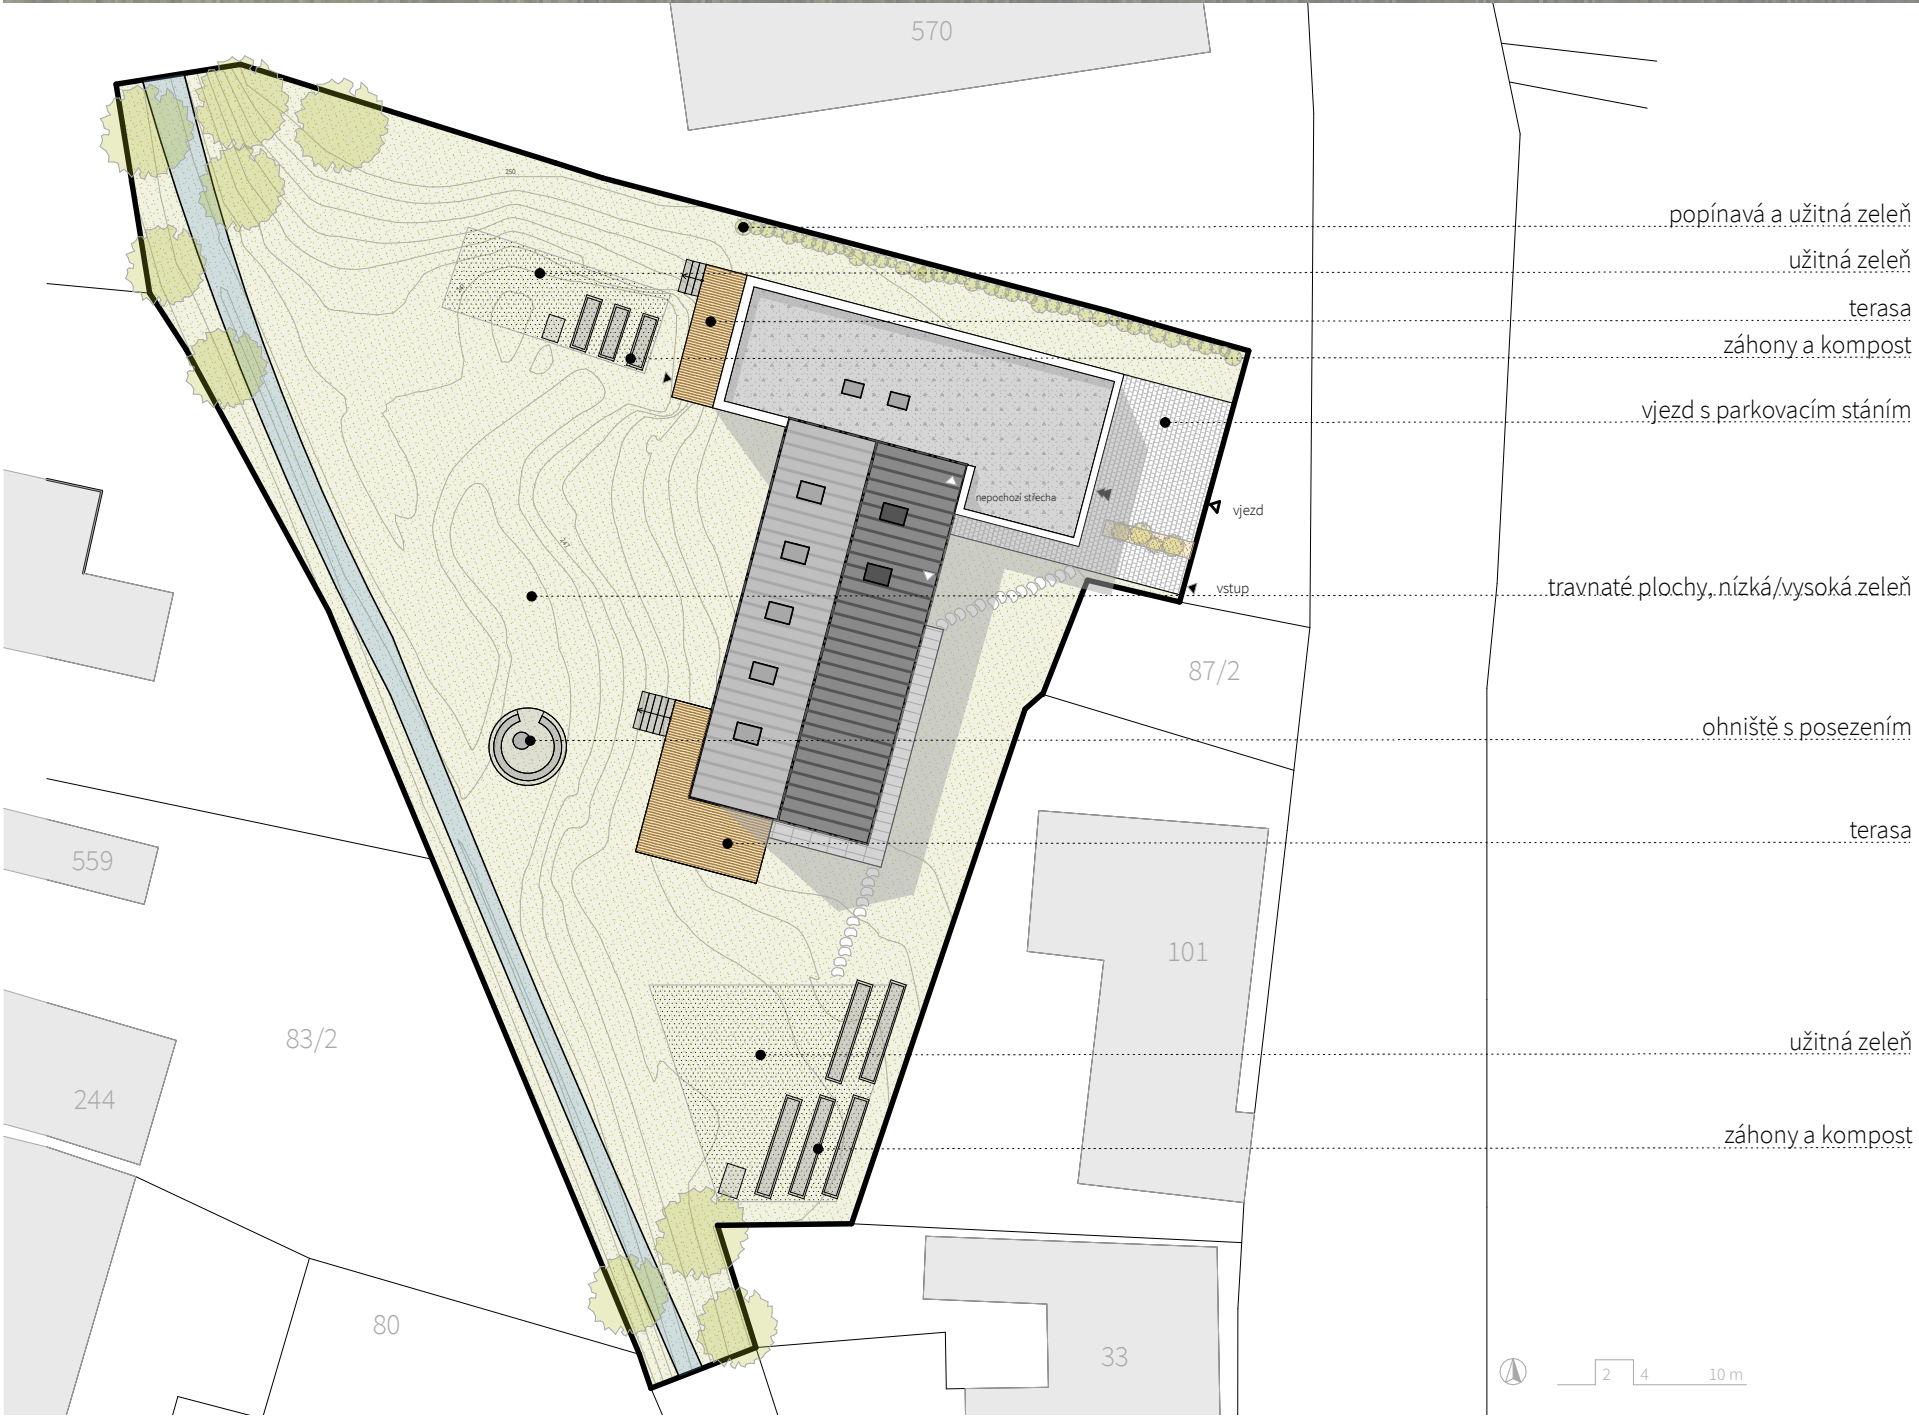 570
popínavá a užitná zeleň
250
užitná zeleň
terasa
záhony a kompost
vjezd s parkovacím stáním
nepochozí střecha
vjezd
247
vstup
travnaté plochy, nízká/vysoká zeleň
87/2
ohniště s posezením
terasa
559
101
83/2
užitná zeleň
244
záhony a kompost
80
33
2 4 10 m